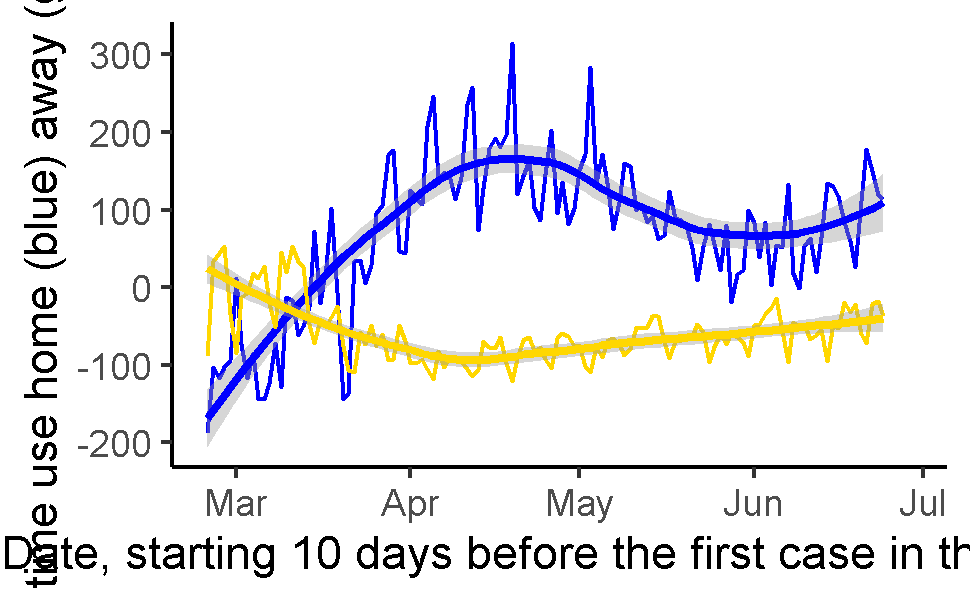 time use home (blue) away (
300
200
100
0
-100
-200
Mar Apr May Jun Jul
Date, starting 10 days before the first case in th